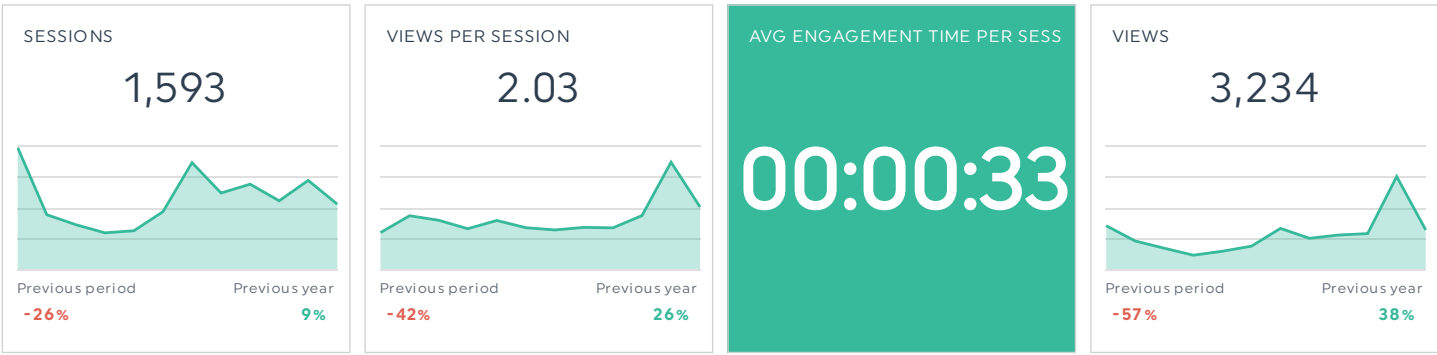 SESSIONS
1,593
Previous period
Previous year
-26%
9%
VIEWS PER SESSION
2.03
Previous period
Previous year
-42%
26%
AVG ENGAGEMENT TIME PER SESS
00:00:33
VIEWS
3,234
Previous period
Previous year
-57%
38%